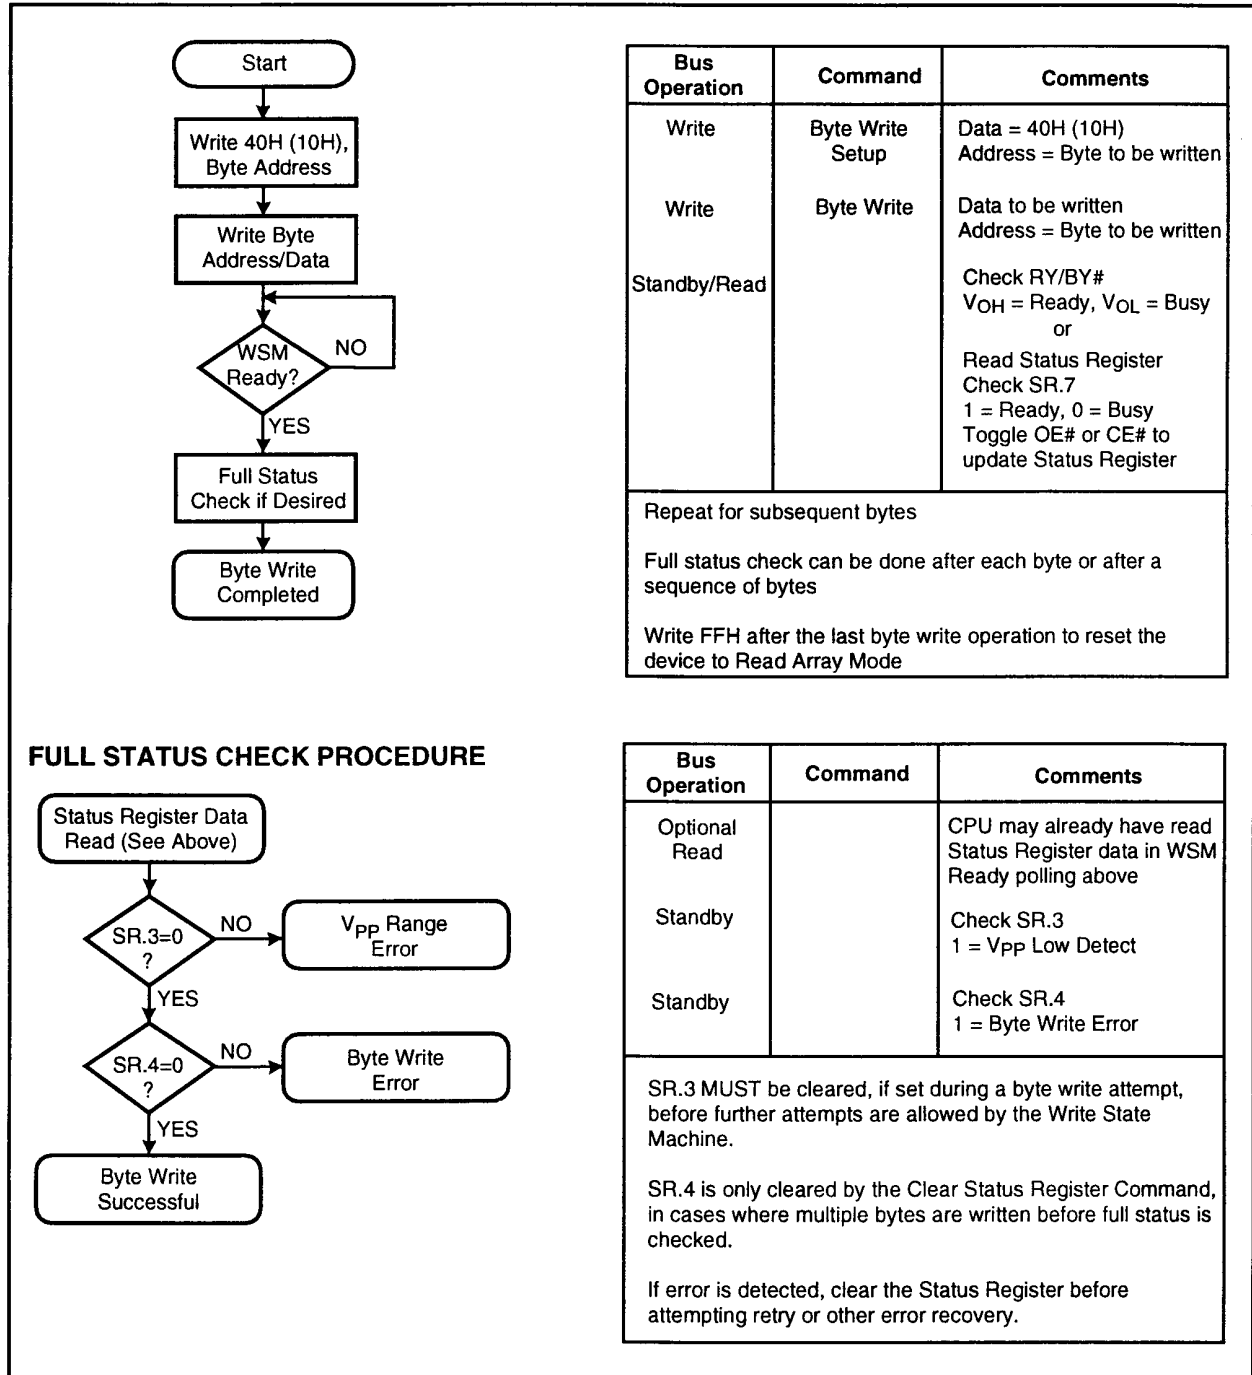 Start
Write 40H (10H),
Byte Address
Write Byte
Address/Data
WSM
Ready?
NO
YES
Full Status
Check if Desired
Byte Write
Completed
Bus
Operation
Command
Comments
Write
Byte Write
Setup
Data = 40H (10H)
Address = Byte to be written
Write
Byte Write
Data to be written
Address = Byte to be written
Standby/Read
Check RY/BY#
VOH = Ready, VOL = Busy
or
Read Status Register
Check SR.7
1 = Ready, 0 = Busy
Toggle OE# or CE# to
update Status Register
Repeat for subsequent bytes
Full status check can be done after each byte or after a
sequence of bytes
Write FFH after the last byte write operation to reset the
device to Read Array Mode
FULL STATUS CHECK PROCEDURE
Status Register Data
Read (See Above)
SR.3=0
?
NO
VPP Range
Error
YES
SR.4=0
?
NO
Byte Write
Error
YES
Byte Write
Successful
Bus
Operation
Command
Comments
Optional
Read
CPU may already have read
Status Register data in WSM
Ready polling above
Standby
Check SR.3
1 = VPP Low Detect
Standby
Check SR.4
1 = Byte Write Error
SR.3 MUST be cleared, if set during a byte write attempt,
before further attempts are allowed by the Write State
Machine.
SR.4 is only cleared by the Clear Status Register Command,
in cases where multiple bytes are written before full status is
checked.
If error is detected, clear the Status Register before
attempting retry or other error recovery.